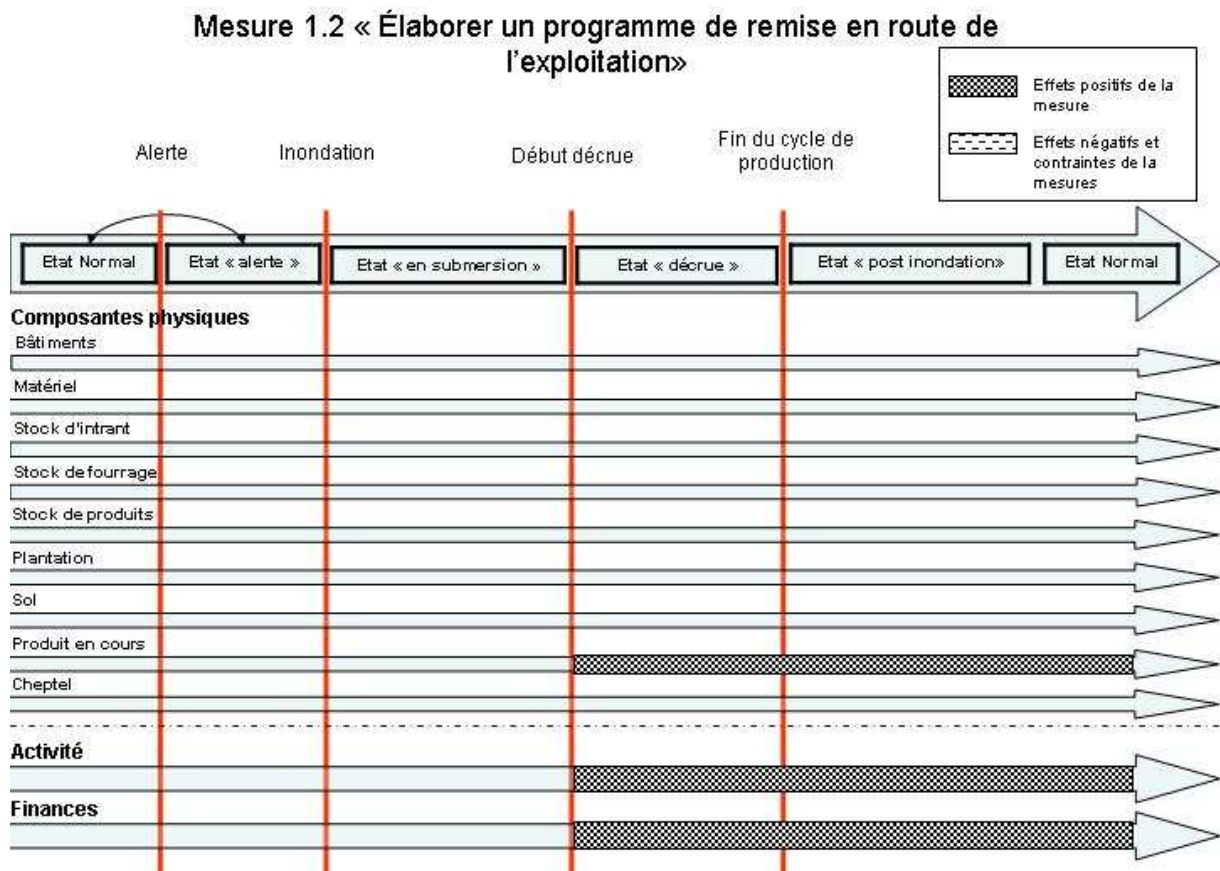 Mesure 1.2 « Élaborer un programme de remise en route de
l'exploitation»
Effets positifs de la
mesure
Effets négatifs et
contraintes de la
mesures
Alerte
Inondation
Début décrue
Fin du cycle de
production
Etat Normal
Etat « alerte »
Etat « en submersion »
Etat « décrue »
Etat « post inondation»
Etat Normal
Composantes physiques
Bâtiments
Matériel
Stock d'intrant
Stock de fourrage
Stock de produits
Plantation
Sol
Produit en cours
Cheptel
Activité
Finances